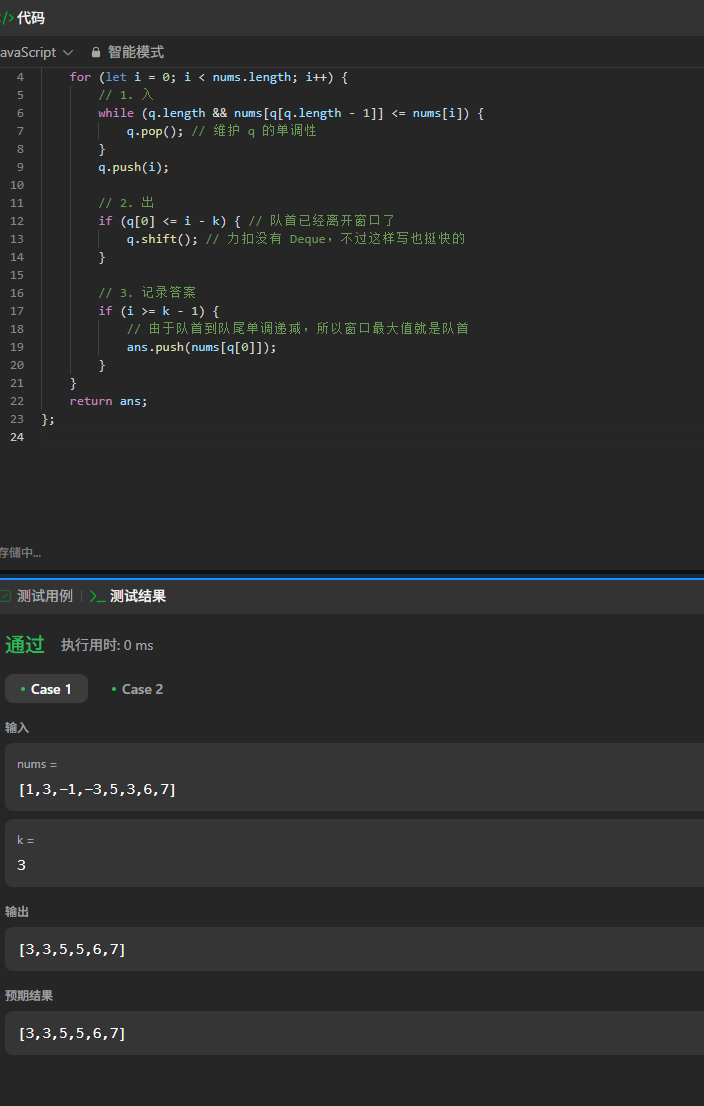 </> 代码
avaScript 智能模式
4 for (let i = 0; i < nums.length; i++) {
5 // 1. 入
6 while (q.length && nums[q[q.length - 1]] <= nums[i]) {
7 q.pop(); // 维护 q 的单调性
8 }
9 q.push(i);
10
11 // 2. 出
12 if (q[0] <= i - k) { // 队首已经离开窗口了
13 q.shift(); // 力扣没有 Deque，不过这样写也挺快的
14 }
15
16 // 3. 记录答案
17 if (i >= k - 1) {
18 // 由于队首到队尾单调递减，所以窗口最大值就是队首
19 ans.push(nums[q[0]]);
20 }
21 }
22 return ans;
23 };
24
存储中...
测试用例 | >_ 测试结果
通过 执行用时: 0 ms
• Case 1 • Case 2
输入
nums =
[1,3,-1,-3,5,3,6,7]
k =
3
输出
[3,3,5,5,6,7]
预期结果
[3,3,5,5,6,7]